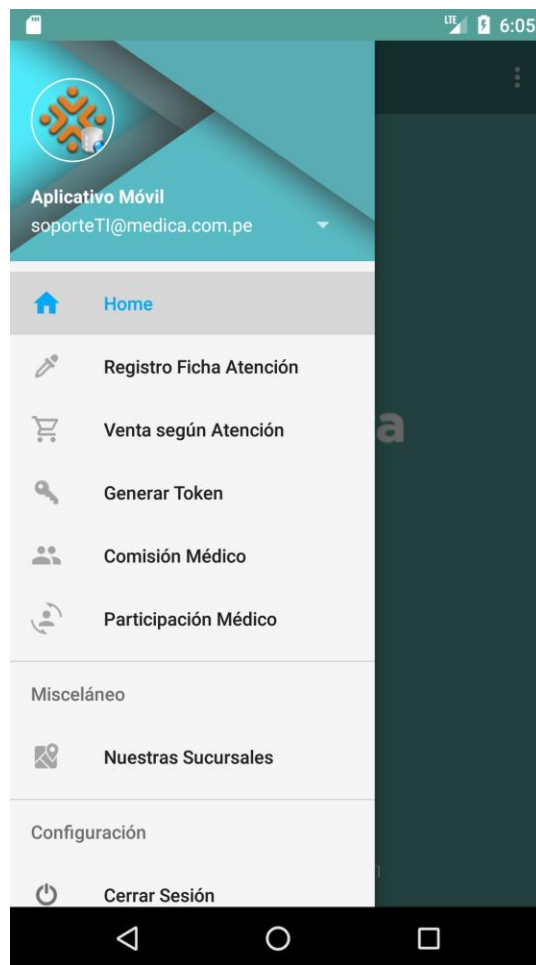 LTE 6:05
Aplicativo Móvil
soporteTI@medica.com.pe
Home
Registro Ficha Atención
Venta según Atención
a
Generar Token
Comisión Médico
Participación Médico
Misceláneo
Nuestras Sucursales
Configuración
Cerrar Sesión